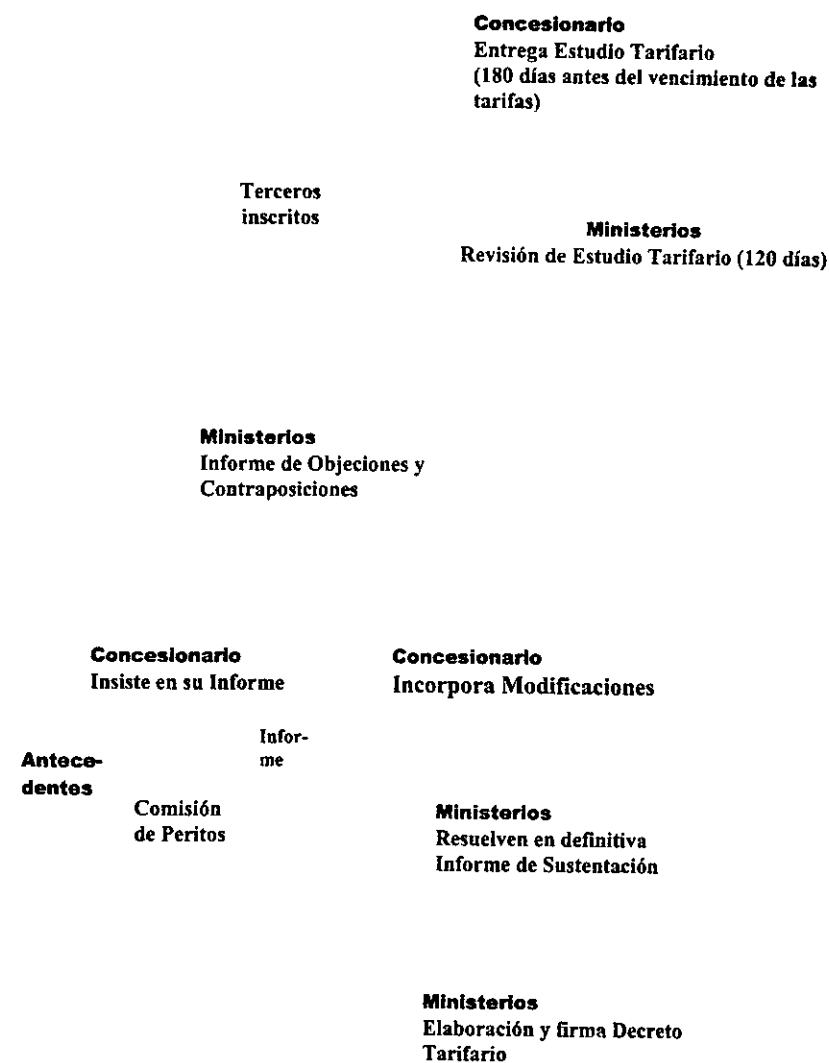 Concesionario
Entrega Estudio Tarifario
(180 días antes del vencimiento de las
tarifas)
Terceros
inscritos
Ministerios
Revisión de Estudio Tarifario (120 días)
Ministerios
Informe de Objeciones y
Contraposiciones
Concesionario
Insiste en su Informe
Concesionario
Incorpora Modificaciones
Infor-
me
Antece-
dentes
Comisión
de Peritos
Ministerios
Resuelven en definitiva
Informe de Sustentación
Ministerios
Elaboración y firma Decreto
Tarifario